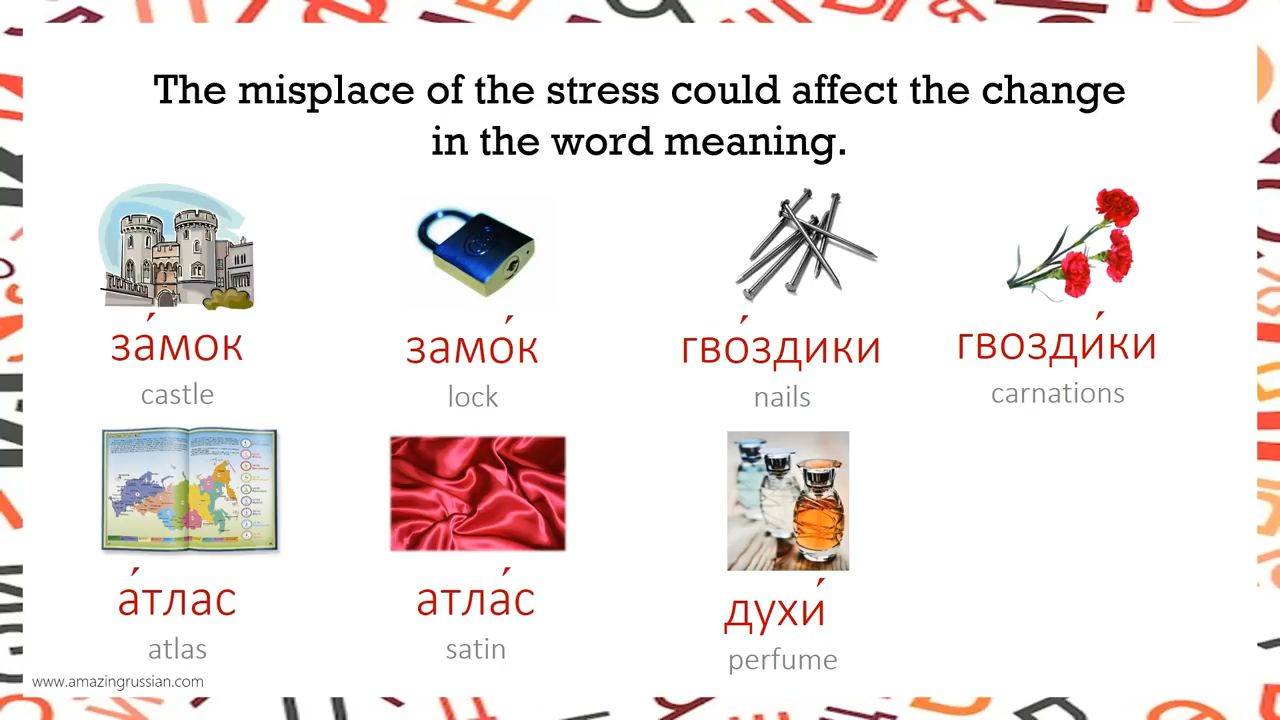 The misplace of the stress could affect the change
in the word meaning.
за́мок
castle
замо́к
lock
гво́здики
nails
гвозди́ки
carnations
а́тлас
atlas
атла́с
satin
духи́
perfume
www.amazingrussian.com